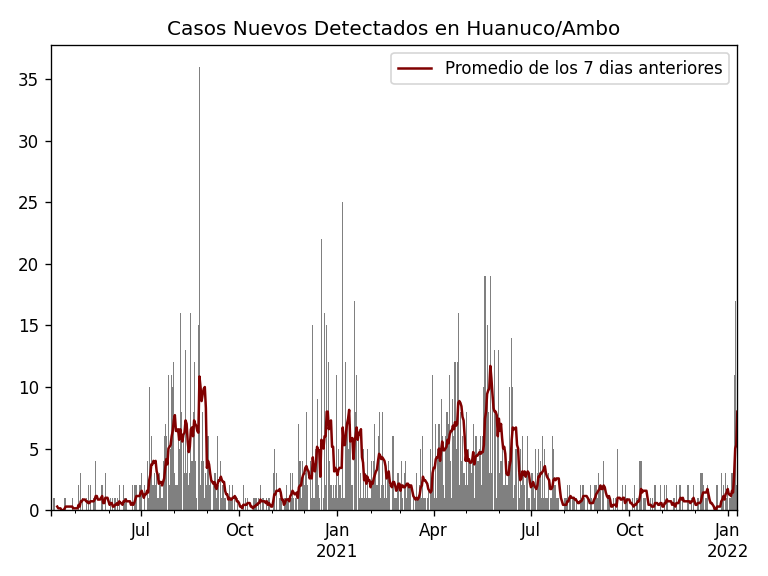 Casos Nuevos Detectados en Huanuco/Ambo
Promedio de los 7 dias anteriores
35
30
25
20
15
10
5
0
Jul
Oct
Jan
2021
Apr
Jul
Oct
Jan
2022